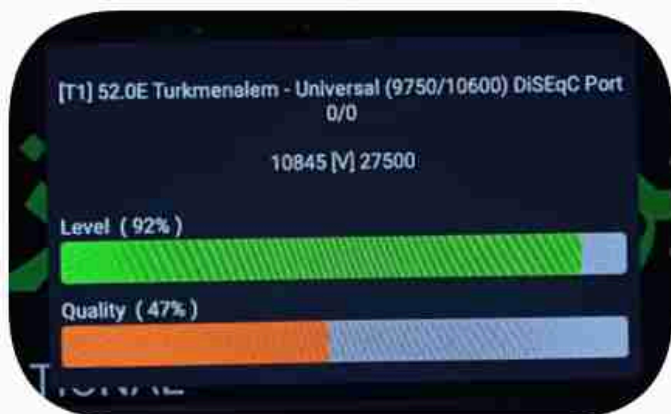 [T1] 52.0E Turkmenalem - Universal (9750/10600) DiSEqC Port
0/0
10845 [V] 27500
Level ( 92% )
Quality ( 47% )